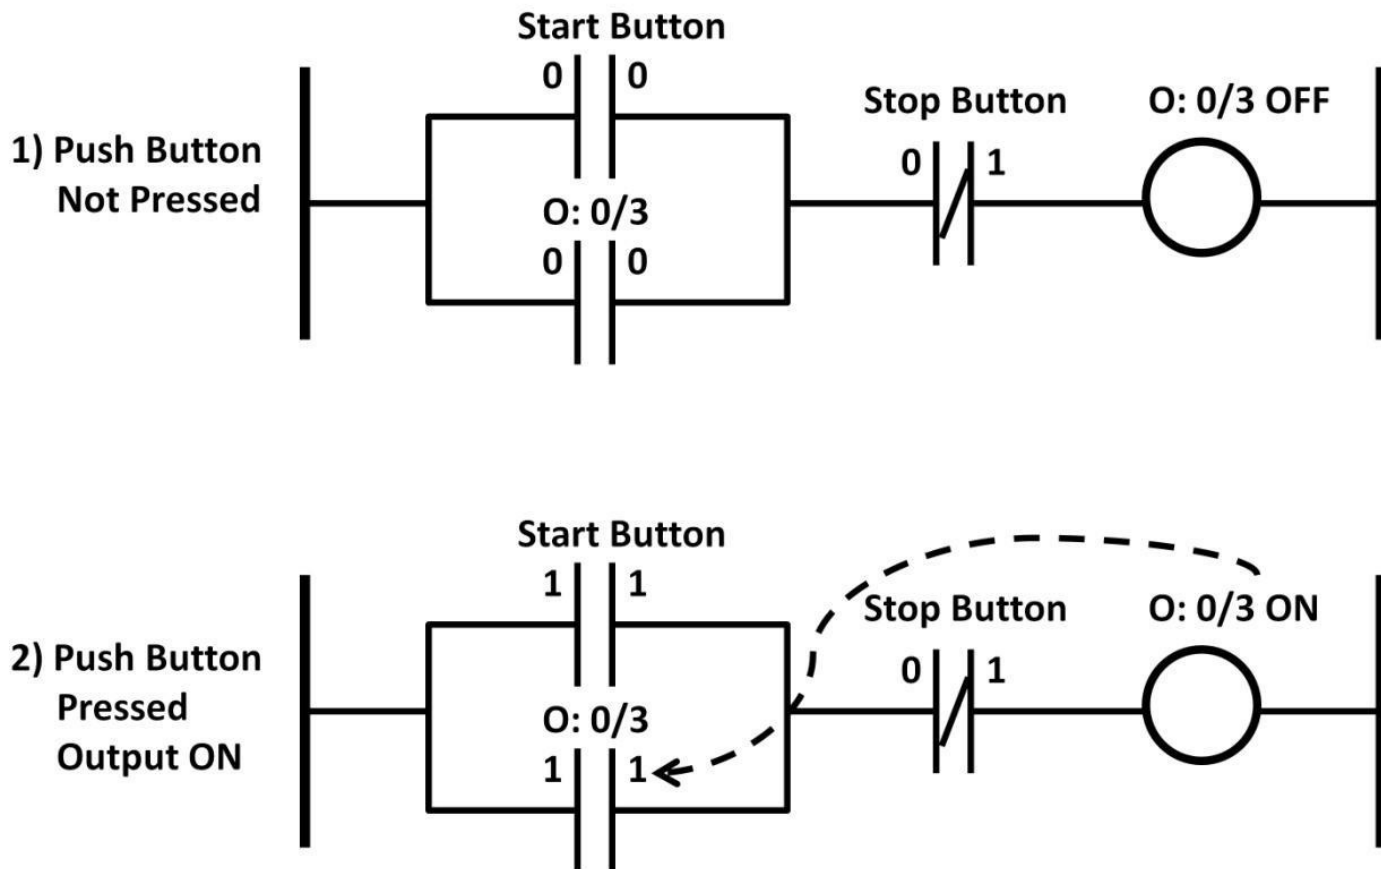 Start Button
0 0
Stop Button
O: 0/3 OFF
1) Push Button
Not Pressed
0 1
O: 0/3
0 0
Start Button
1 1
Stop Button
O: 0/3 ON
2) Push Button
Pressed
Output ON
0 1
O: 0/3
1 1